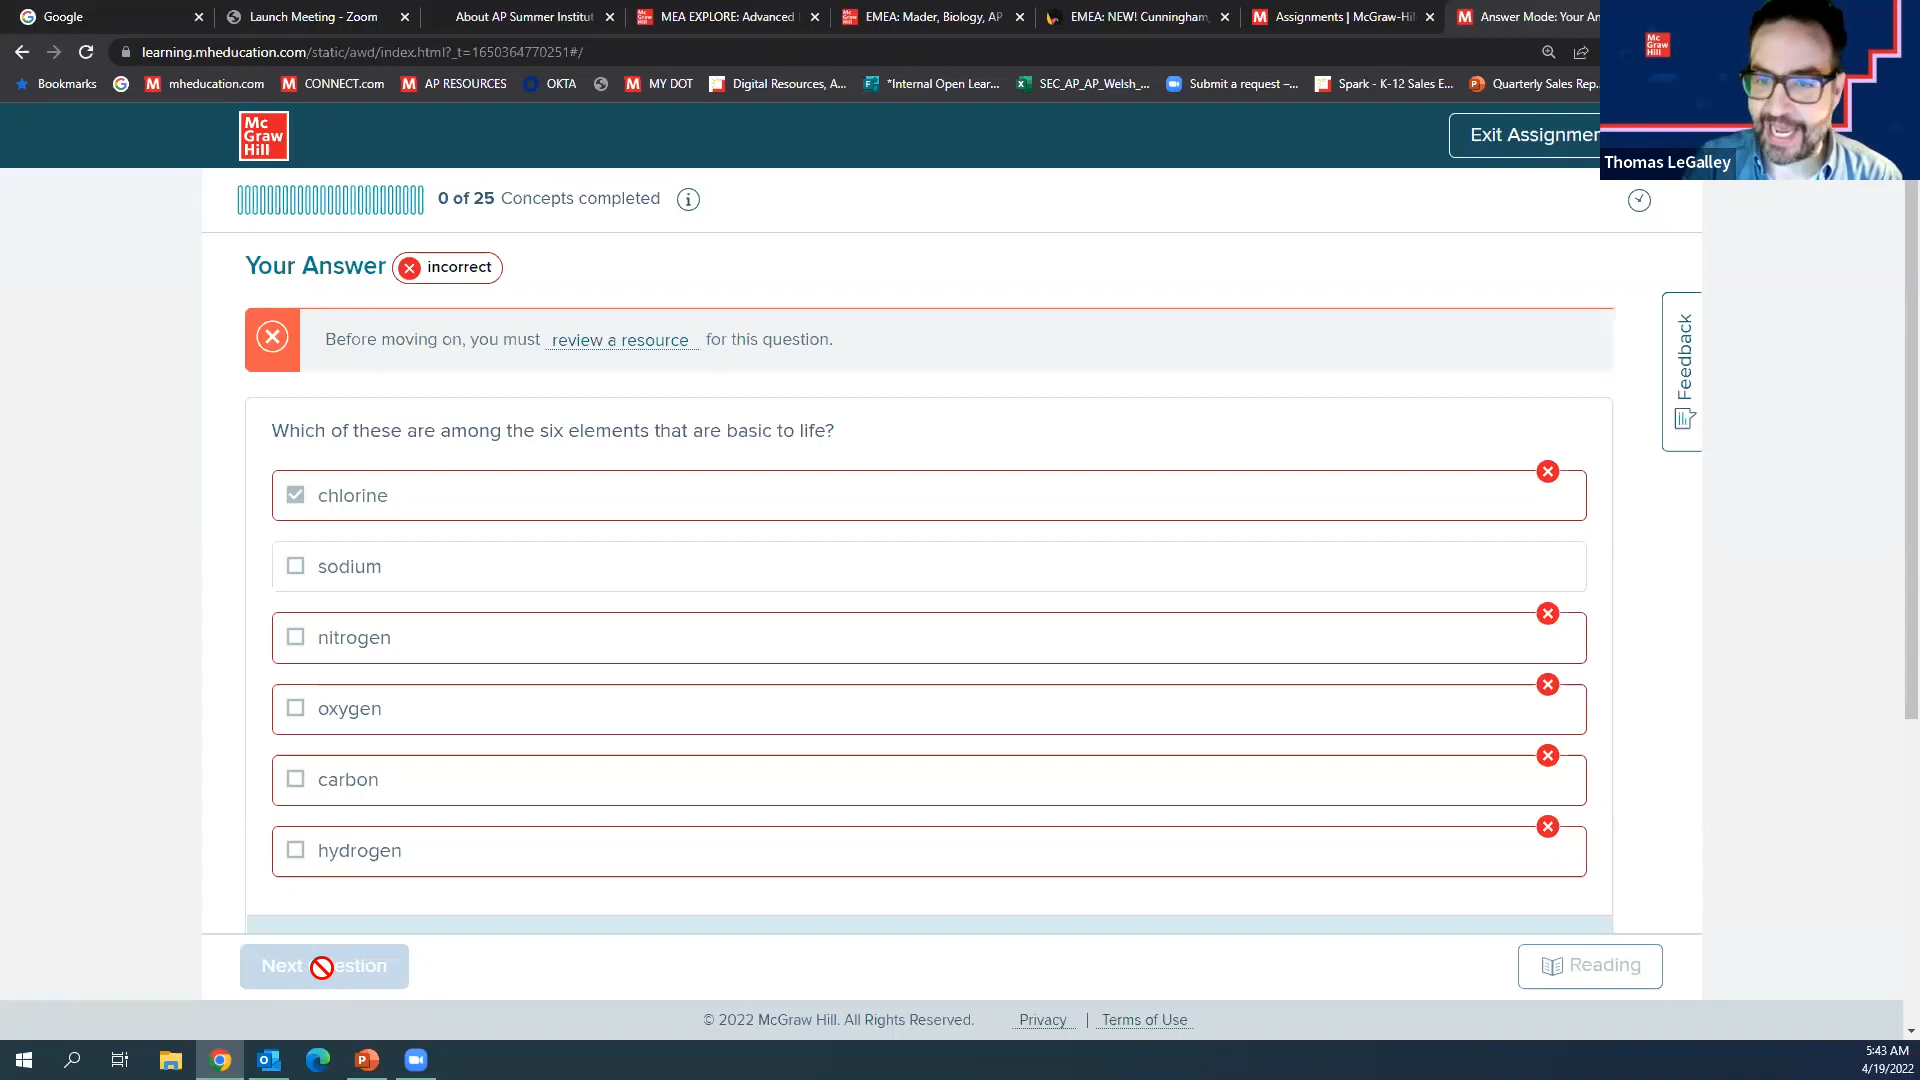 Google
Launch Meeting - Zoom
About AP Summer Institut
MEA EXPLORE: Advanced
EMEA: Mader, Biology, AP
EMEA: NEW! Cunningham,
Assignments | McGraw-Hil
Answer Mode: Your An
learning.mheducation.com/static/awd/index.html?_t=1650364770251#/
Bookmarks
mheducation.com
CONNECT.com
AP RESOURCES
OKTA
MY DOT
Digital Resources, A...
*Internal Open Lear...
SEC_AP_AP_Welsh_...
Submit a request –...
Spark - K-12 Sales E...
Quarterly Sales Rep
Mc
Graw
Hill
Exit Assignmen
Mc
Graw
Hill
Thomas LeGalley
0 of 25 Concepts completed
Your Answer incorrect
Before moving on, you must review a resource for this question.
Feedback
Which of these are among the six elements that are basic to life?
chlorine
sodium
nitrogen
oxygen
carbon
hydrogen
Next estion
Reading
© 2022 McGraw Hill. All Rights Reserved. Privacy | Terms of Use
5:43 AM
4/19/2022